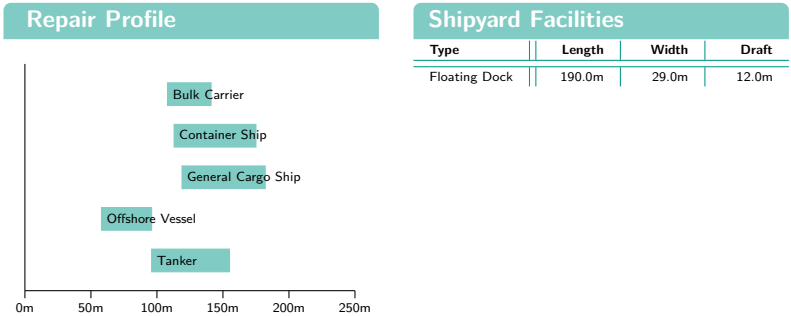 Repair Profile
Bulk Carrier
Container Ship
General Cargo Ship
Offshore Vessel
Tanker
0m 50m 100m 150m 200m 250m
Shipyard Facilities
Type Length Width Draft
Floating Dock 190.0m 29.0m 12.0m